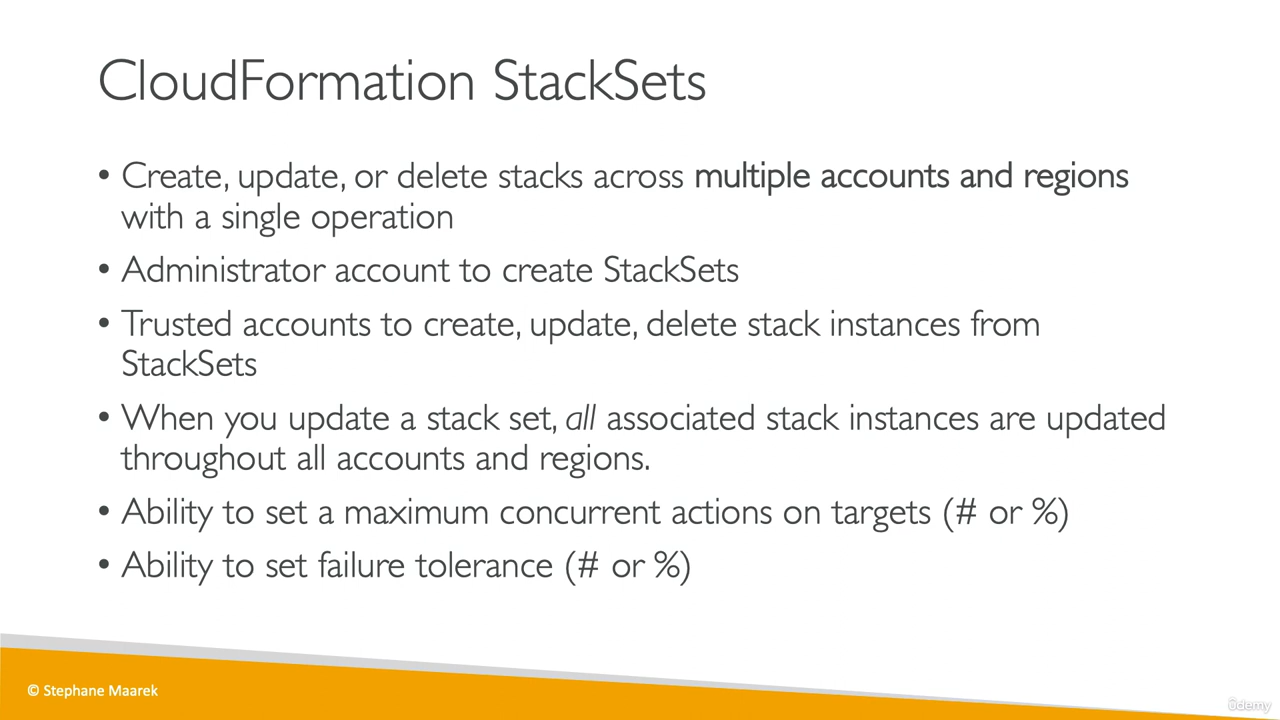 CloudFormation StackSets
• Create, update, or delete stacks across multiple accounts and regions
with a single operation
• Administrator account to create StackSets
• Trusted accounts to create, update, delete stack instances from
StackSets
• When you update a stack set, all associated stack instances are updated
throughout all accounts and regions.
• Ability to set a maximum concurrent actions on targets (# or %)
• Ability to set failure tolerance (# or %)
© Stephane Maarek
ûdemy